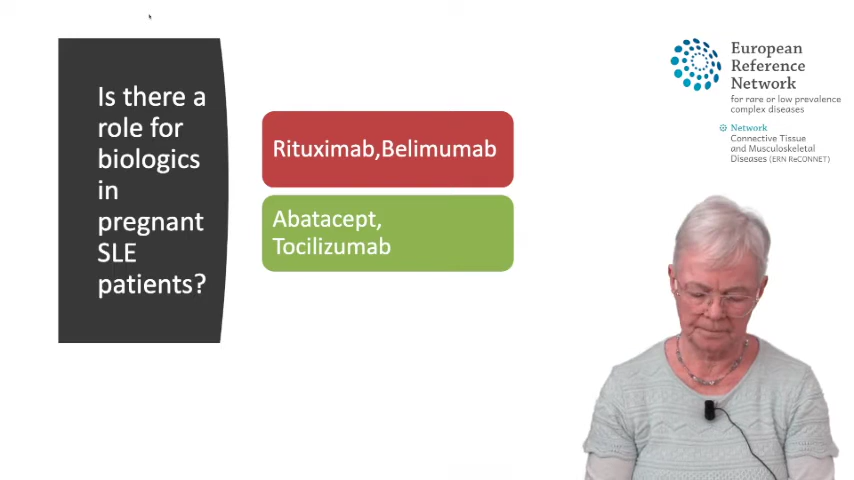 Is there a
role for
biologics
in
pregnant
SLE
patients?
Rituximab,Belimumab
Abatacept,
Tocilizumab
European
Reference
Network
for rare or low prevalence
complex diseases
Network
Connective Tissue
and Musculoskeletal
Diseases (ERN ReCONNET)